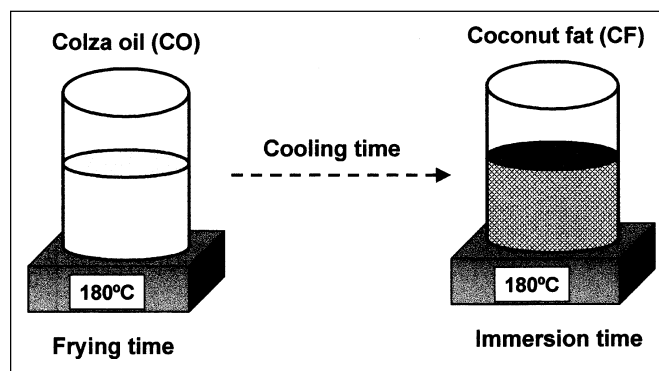 Colza oil (CO)
Coconut fat (CF)
Cooling time
180ºC
180ºC
Frying time
Immersion time